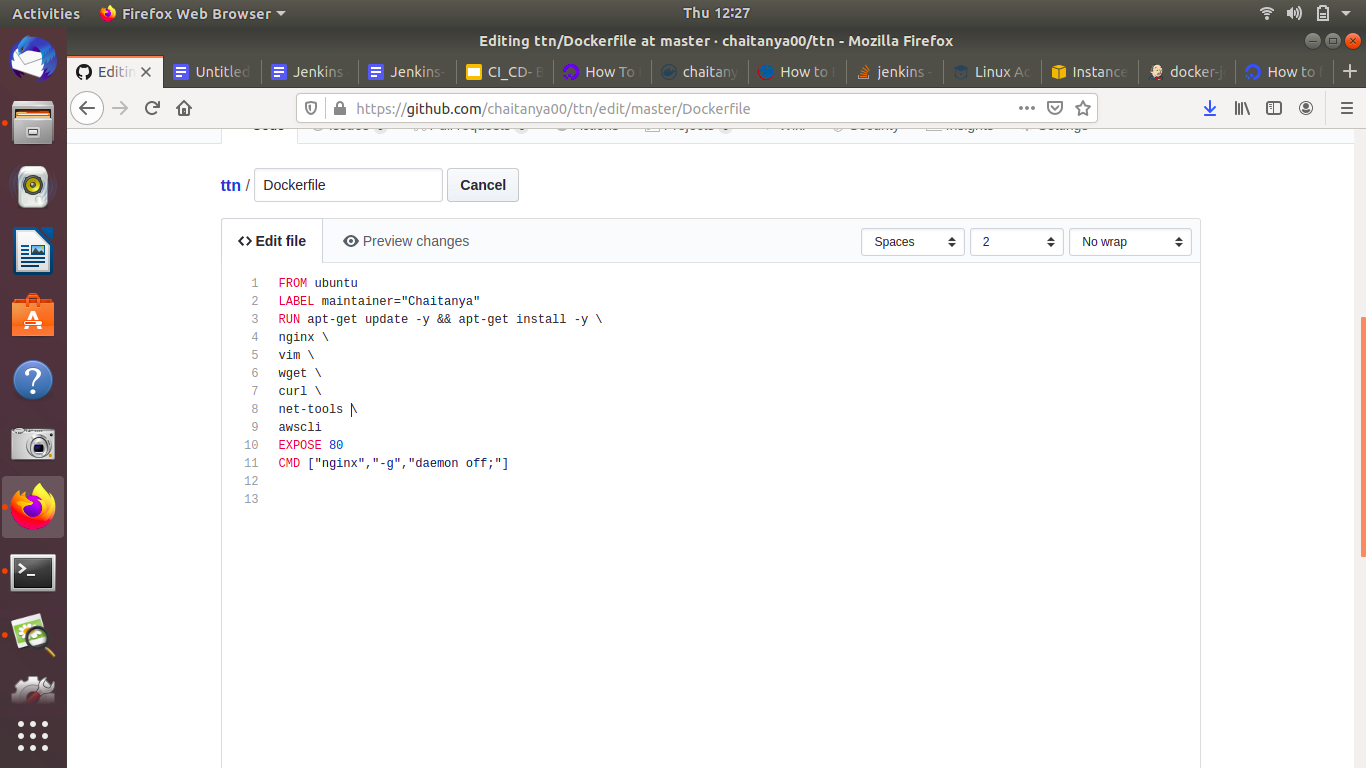 Activities Firefox Web Browser Thu 12:27
Editing ttn/Dockerfile at master · chaitanya00/ttn - Mozilla Firefox
Editin Untitled Jenkins Jenkins- CI_CD- How To chaitany How to jenkins - Linux Ac Instance docker-j How to
https://github.com/chaitanya00/ttn/edit/master/Dockerfile
ttn / Dockerfile Cancel
Edit file Preview changes Spaces 2 No wrap
1 FROM ubuntu
2 LABEL maintainer="Chaitanya"
3 RUN apt-get update -y && apt-get install -y \
4 nginx \
5 vim \
6 wget \
7 curl \
8 net-tools \
9 awscli
10 EXPOSE 80
11 CMD ["nginx","-g","daemon off;"]
12
13